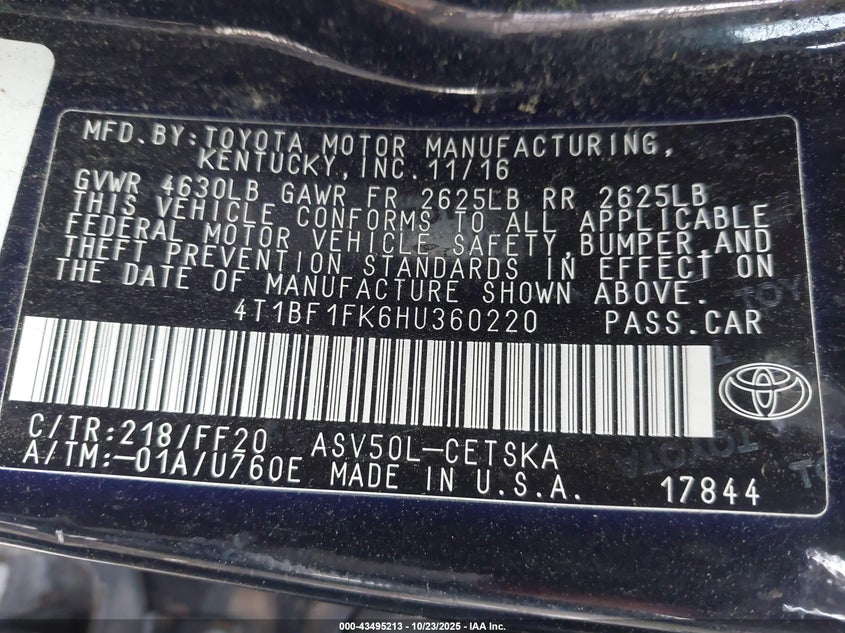 MFD.BY:TOYOTA MOTOR MANUFACTURING,
KENTUCKY,INC.11/16
GVWR 4630LB GAWR FR 2625LB RR 2625LB
THIS VEHICLE CONFORMS TO ALL APPLICABLE
FEDERAL MOTOR VEHICLE SAFETY,BUMPER,AND
THEFT PREVENTION STANDARDS IN EFFECT ON
THE DATE OF MANUFACTURE SHOWN ABOVE.
4T1BF1FK6HU360220 PASS.CAR
C/TR:218/FF20 ASV50L-CETSKA
A/TM:-01A/U760E MADE IN U.S.A. 17844
TOYOTA
000-43495213 - 10/23/2025 - IAA Inc.